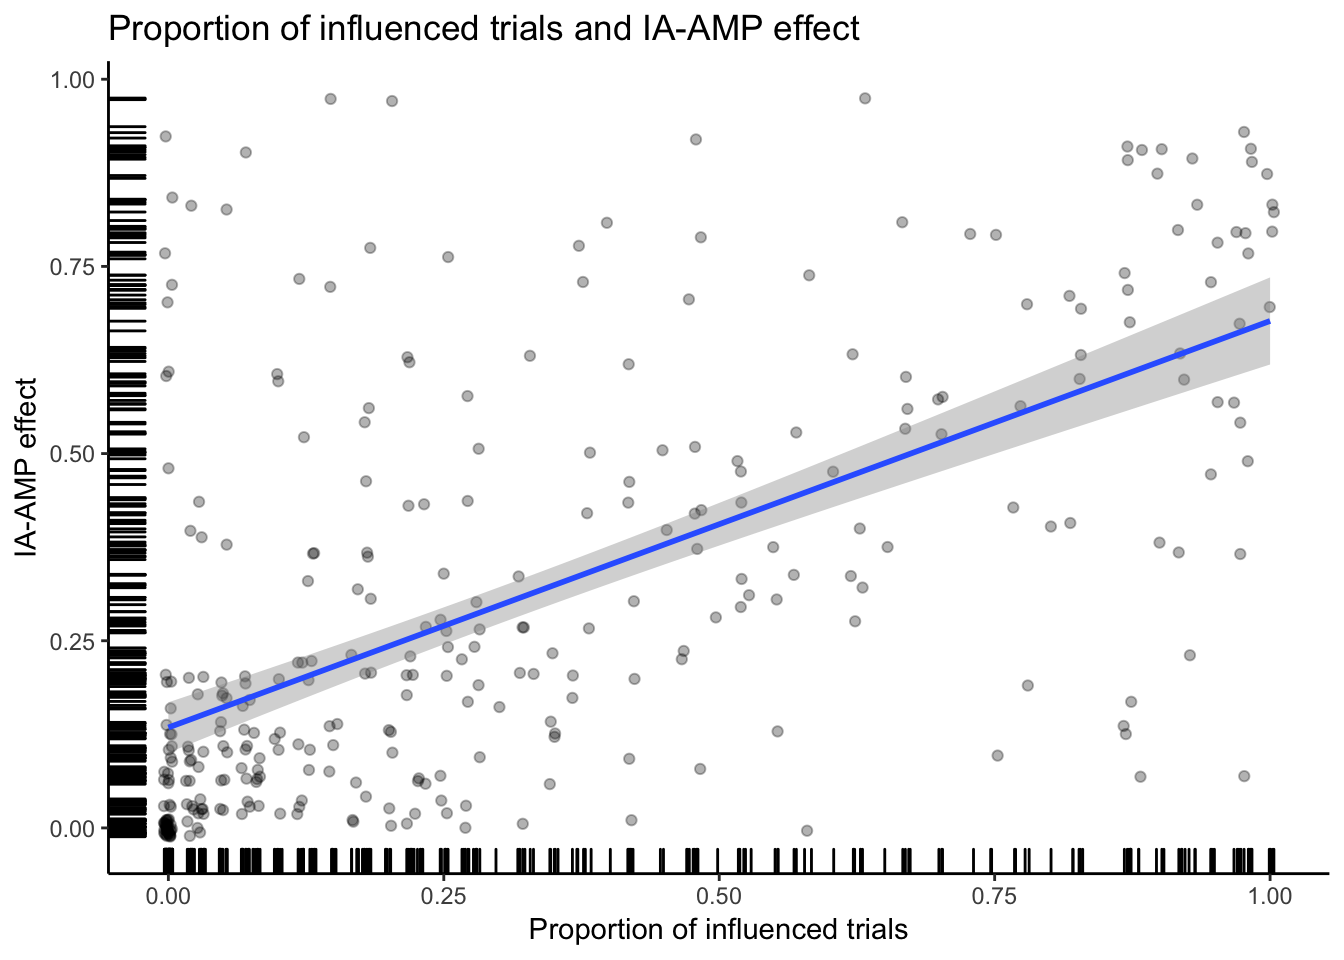 Proportion of influenced trials and IA-AMP effect
1.00
0.75
0.50
0.25
0.00
IA-AMP effect
0.00 0.25 0.50 0.75 1.00
Proportion of influenced trials